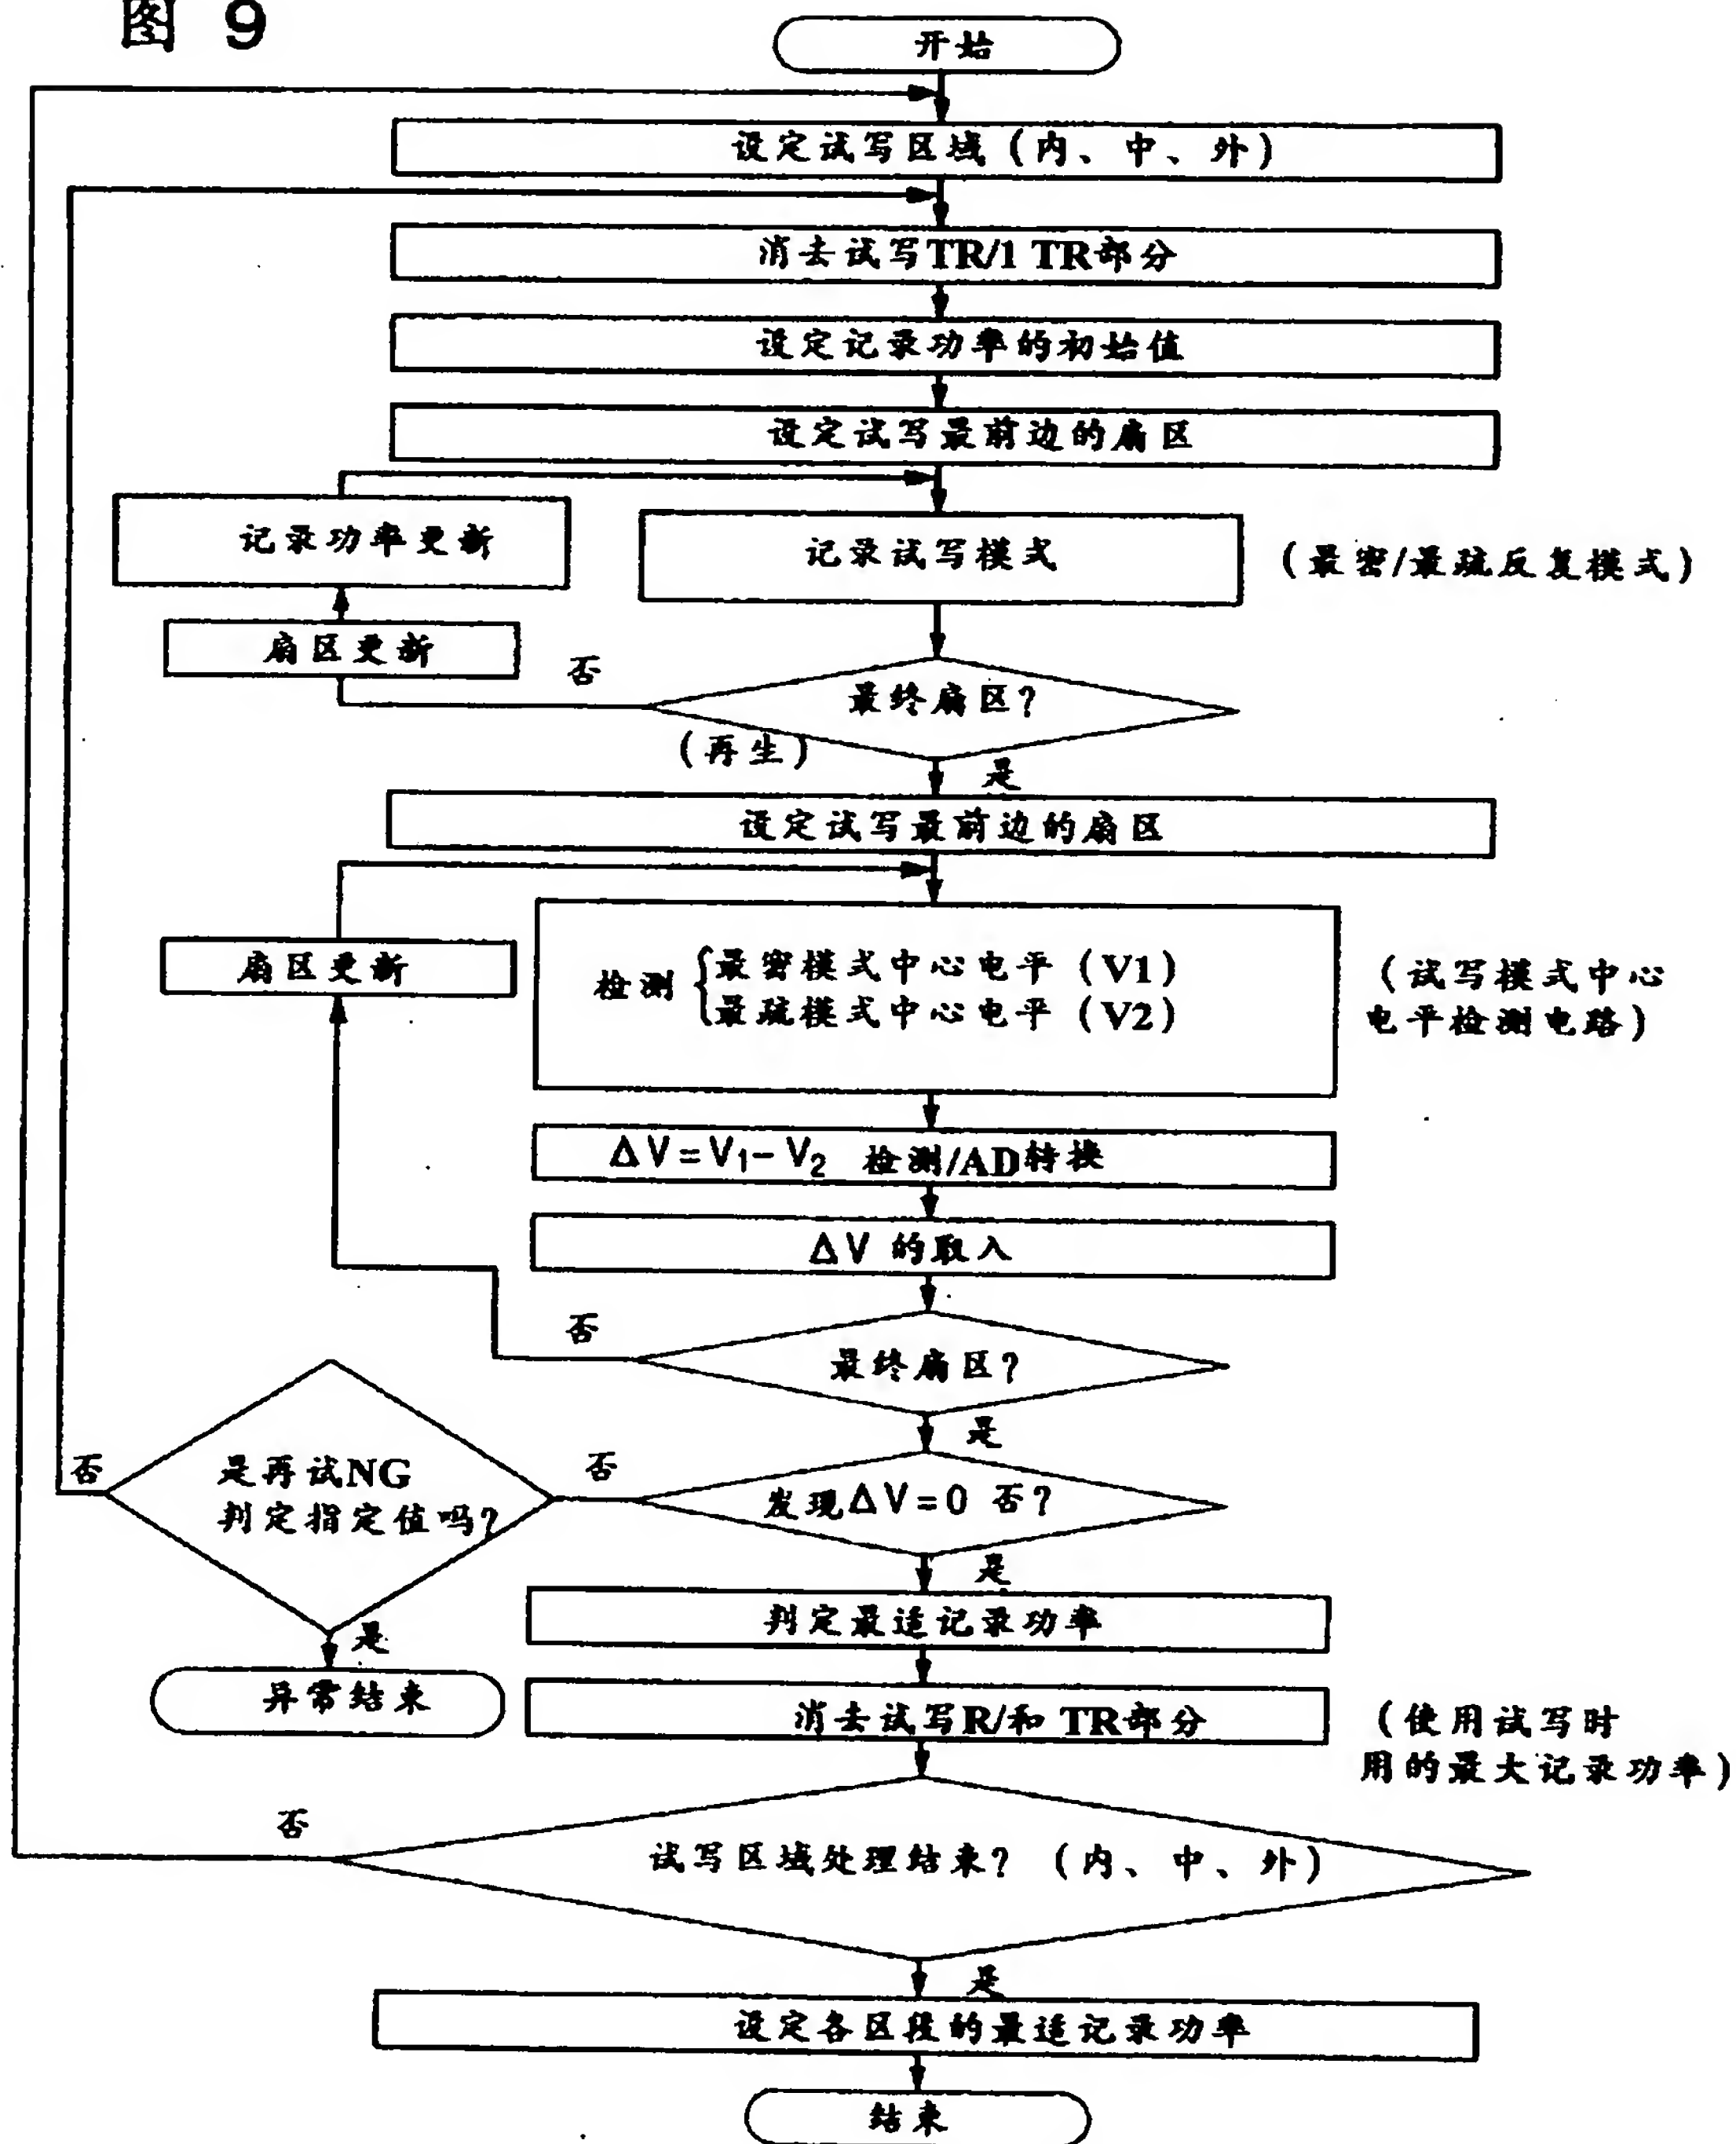 图 9
开始
设定试写区域（内、中、外）
消去试写TR/1 TR部分
设定记录功率的初始值
设定试写最前边的扇区
记录功率更新
记录试写模式
（最密/最疏反复模式）
扇区更新
否
最终扇区？
（再生）
是
设定试写最前边的扇区
扇区更新
检测
最密模式中心电平（V1）
最疏模式中心电平（V2）
（试写模式中心
电平检测电路）
ΔV=V₁-V₂ 检测/AD转换
ΔV 的取入
否
最终扇区？
是
否
是再试NG
判定指定值吗？
否
发现ΔV=0 否？
是
是
判定最适记录功率
异常结束
消去试写R/和 TR部分
（使用试写时
用的最大记录功率）
否
试写区域处理结束？（内、中、外）
是
设定各区段的最适记录功率
结束